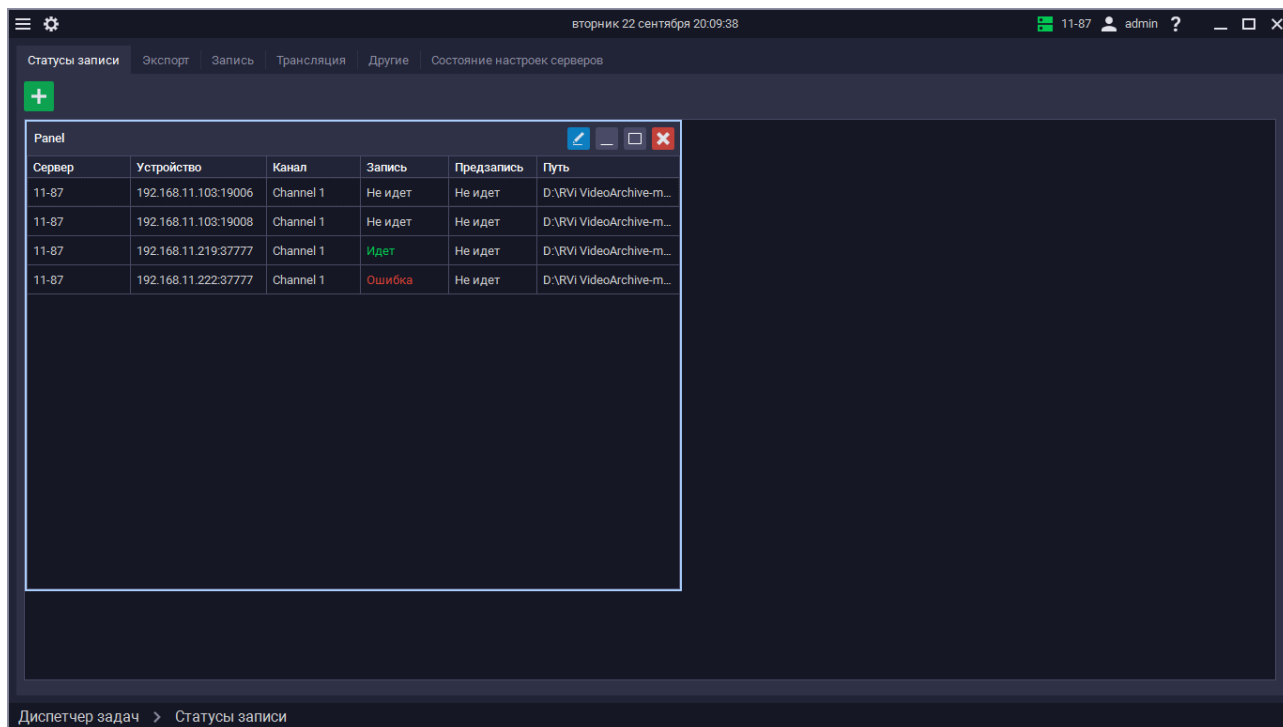 вторник 22 сентября 20:09:38 11-87 admin ?
Статусы записи Экспорт Запись Трансляция Другие Состояние настроек серверов
Panel
Сервер Устройство Канал Запись Предзапись Путь
11-87 192.168.11.103:19006 Channel 1 Не идет Не идет D:\RVi VideoArchive-m...
11-87 192.168.11.103:19008 Channel 1 Не идет Не идет D:\RVi VideoArchive-m...
11-87 192.168.11.219:37777 Channel 1 Идет Не идет D:\RVi VideoArchive-m...
11-87 192.168.11.222:37777 Channel 1 Ошибка Не идет D:\RVi VideoArchive-m...
Диспетчер задач > Статусы записи